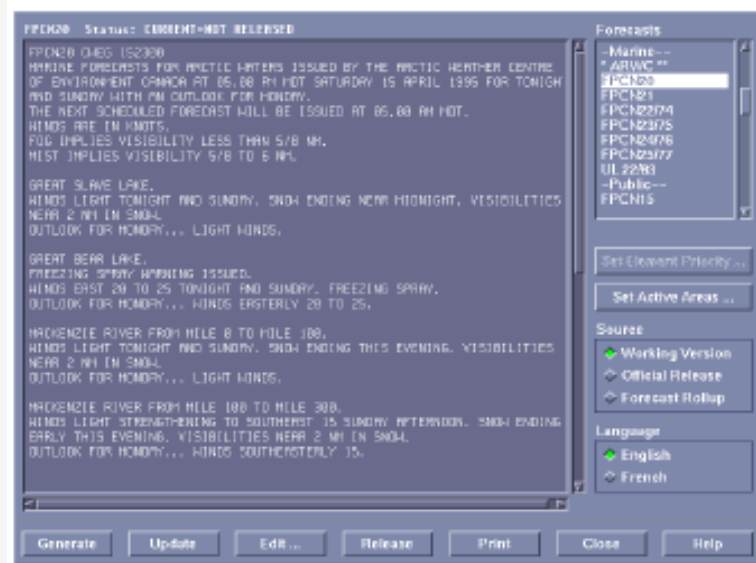 FPCN20 Status: CURRENT-NOT RELEASED
FPCN20 CWEG 152300
MARINE FORECASTS FOR ARCTIC WATERS ISSUED BY THE ARCTIC WEATHER CENTRE
OF ENVIRONMENT CANADA AT 05.00 PM MDT SATURDAY 15 APRIL 1995 FOR TONIGH
AND SUNDAY WITH AN OUTLOOK FOR MONDAY.
THE NEXT SCHEDULED FORECAST WILL BE ISSUED AT 05.00 AM MDT.
WINDS ARE IN KNOTS.
FOG IMPLIES VISIBILITY LESS THAN 5/8 NM.
MIST IMPLIES VISIBILITY 5/8 TO 6 NM.
GREAT SLAVE LAKE.
WINDS LIGHT TONIGHT AND SUNDAY. SNOW ENDING NEAR MIDNIGHT. VISIBILITIES
NEAR 2 NM IN SNOW.
OUTLOOK FOR MONDAY... LIGHT WINDS.
GREAT BEAR LAKE.
FREEZING SPRAY WARNING ISSUED.
WINDS EAST 20 TO 25 TONIGHT AND SUNDAY. FREEZING SPRAY.
OUTLOOK FOR MONDAY... WINDS EASTERLY 20 TO 25.
MACKENZIE RIVER FROM MILE 0 TO MILE 100.
WINDS LIGHT TONIGHT AND SUNDAY. SNOW ENDING THIS EVENING. VISIBILITIES
NEAR 2 NM IN SNOW.
OUTLOOK FOR MONDAY... LIGHT WINDS.
MACKENZIE RIVER FROM MILE 100 TO MILE 300.
WINDS LIGHT STRENGTHENING TO SOUTHEAST 15 SUNDAY AFTERNOON. SNOW ENDING
EARLY THIS EVENING. VISIBILITIES NEAR 2 NM IN SNOW.
OUTLOOK FOR MONDAY... WINDS SOUTHEASTERLY 15.
Forecasts
--Marine--
* ARWC **
FPCN20
FPCN21
FPCN22/74
FPCN23/75
FPCN24/76
FPCN25/77
UL 22/83
--Public--
FPCN15
Set Element Priority ...
Set Active Areas ...
Source
Working Version
Official Release
Forecast Rollup
Language
English
French
Generate Update Edit ... Release Print Close Help